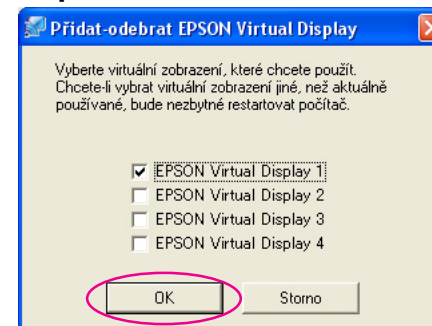 Přidat-odebrat EPSON Virtual Display
Vyberte virtuální zobrazení, které chcete použít.
Chcete-li vybrat virtuální zobrazení jiné, než aktuálně
používané, bude nezbytné restartovat počítač.
EPSON Virtual Display 1
EPSON Virtual Display 2
EPSON Virtual Display 3
EPSON Virtual Display 4
OK Storno